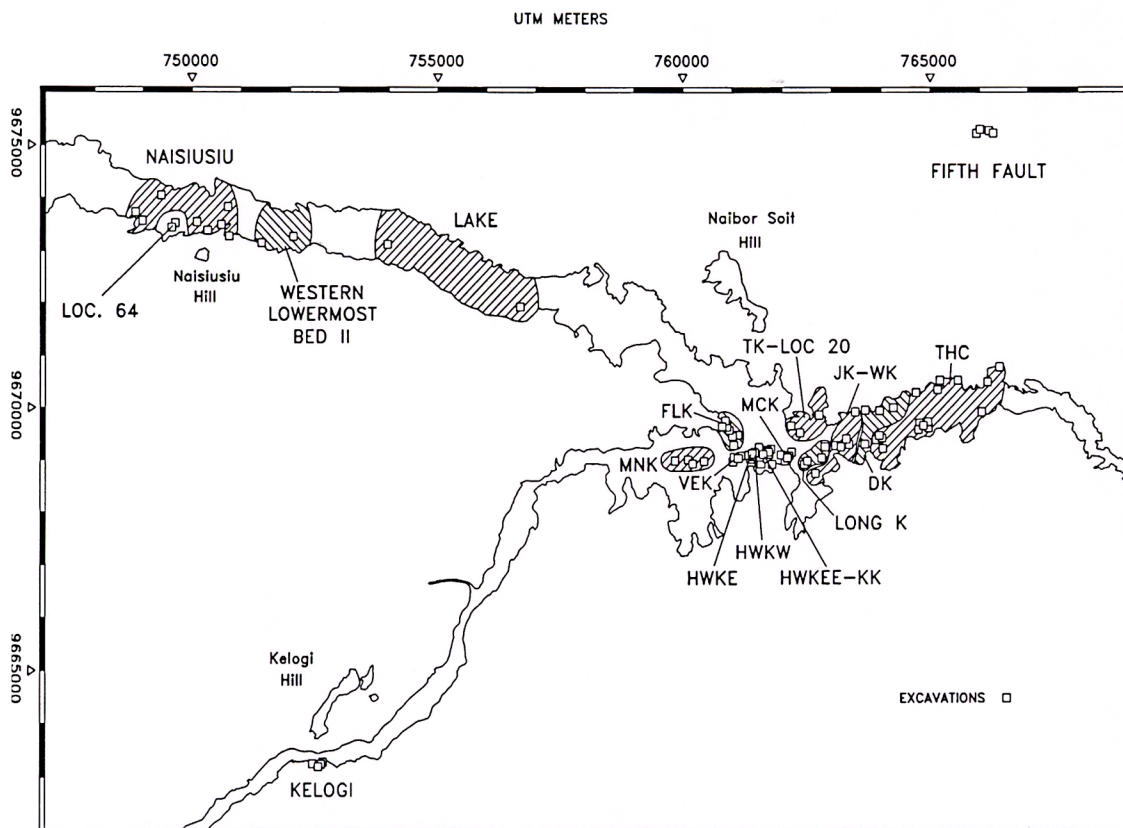 UTM METERS
750000
755000
760000
765000
9675000
9670000
9665000
NAISIUSIU
FIFTH FAULT
LAKE
Naibor Soit
Hill
Naisiusiu
Hill
LOC. 64
WESTERN
LOWERMOST
BED II
TK-LOC 20
THC
JK-WK
MCK
FLK
MNK
VEK
DK
LONG K
HWKW
HWKE
HWKEE-KK
Kelogi
Hill
EXCAVATIONS
KELOGI